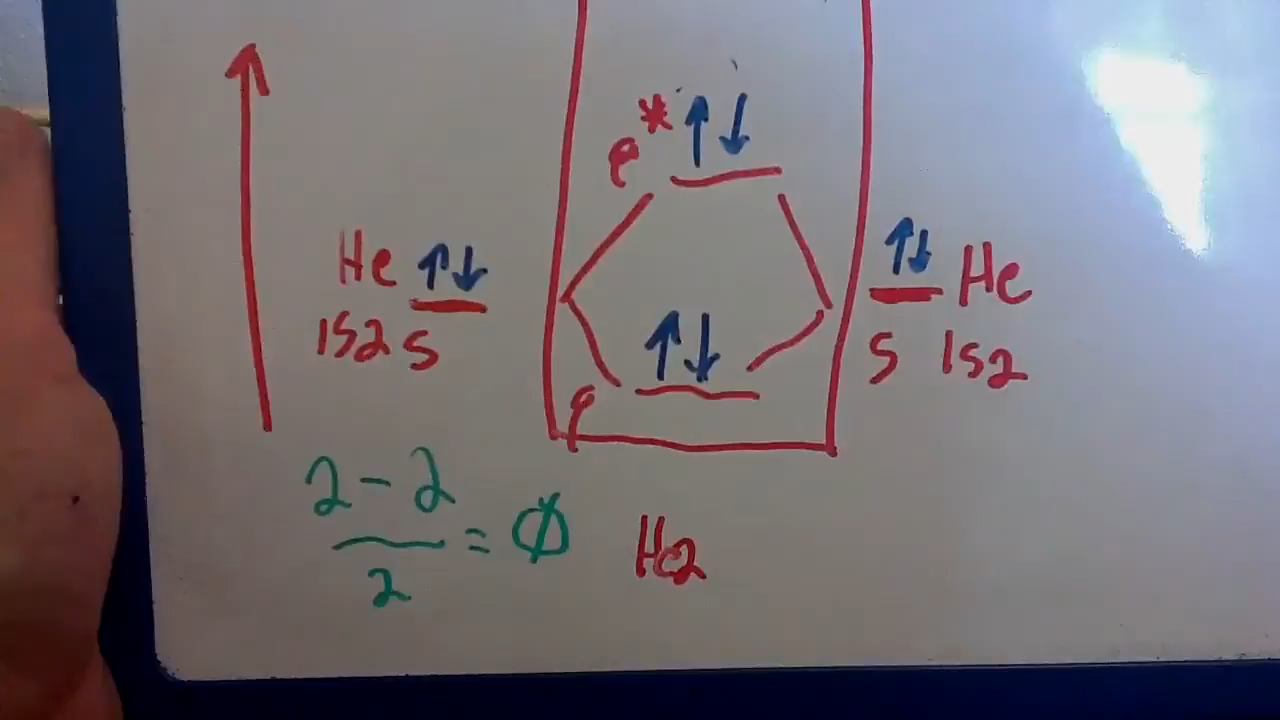 * ↑↓
He ↑↓
↑↓ He
1s2 s
s 1s2
↑↓
2 - 2
2
= ∅
He2